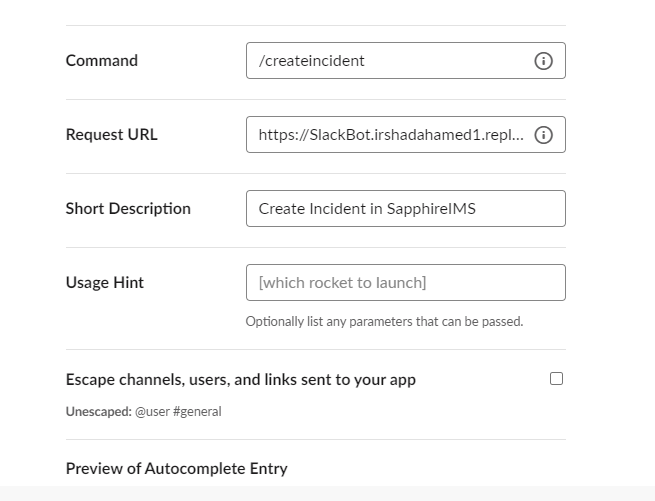 Command
/createincident
Request URL
https://SlackBot.irshadahamed1.repl...
Short Description
Create Incident in SapphireIMS
Usage Hint
[which rocket to launch]
Optionally list any parameters that can be passed.
Escape channels, users, and links sent to your app
Unescaped: @user #general
Preview of Autocomplete Entry